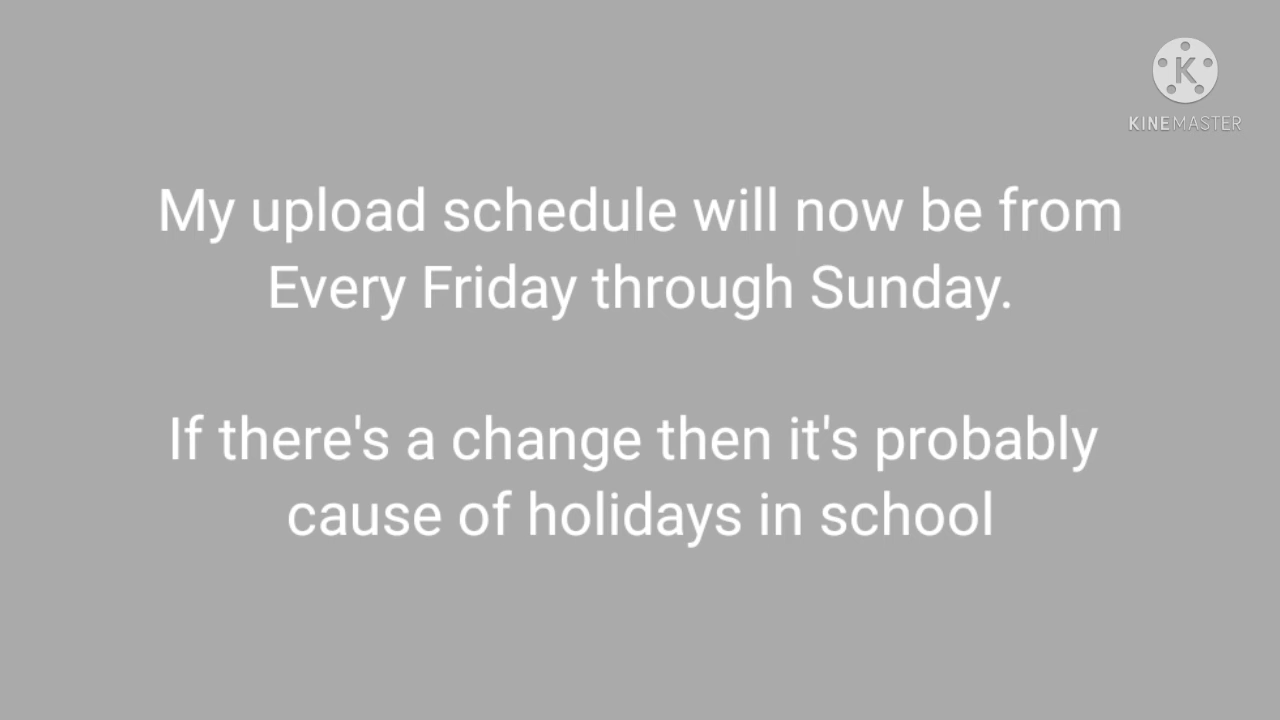 KINEMASTER
My upload schedule will now be from
Every Friday through Sunday.
If there's a change then it's probably
cause of holidays in school